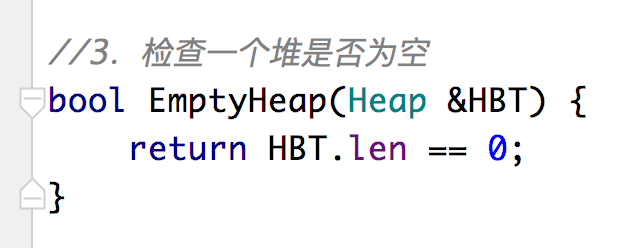 //3. 检查一个堆是否为空
bool EmptyHeap(Heap &HBT) {
    return HBT.len == 0;
}